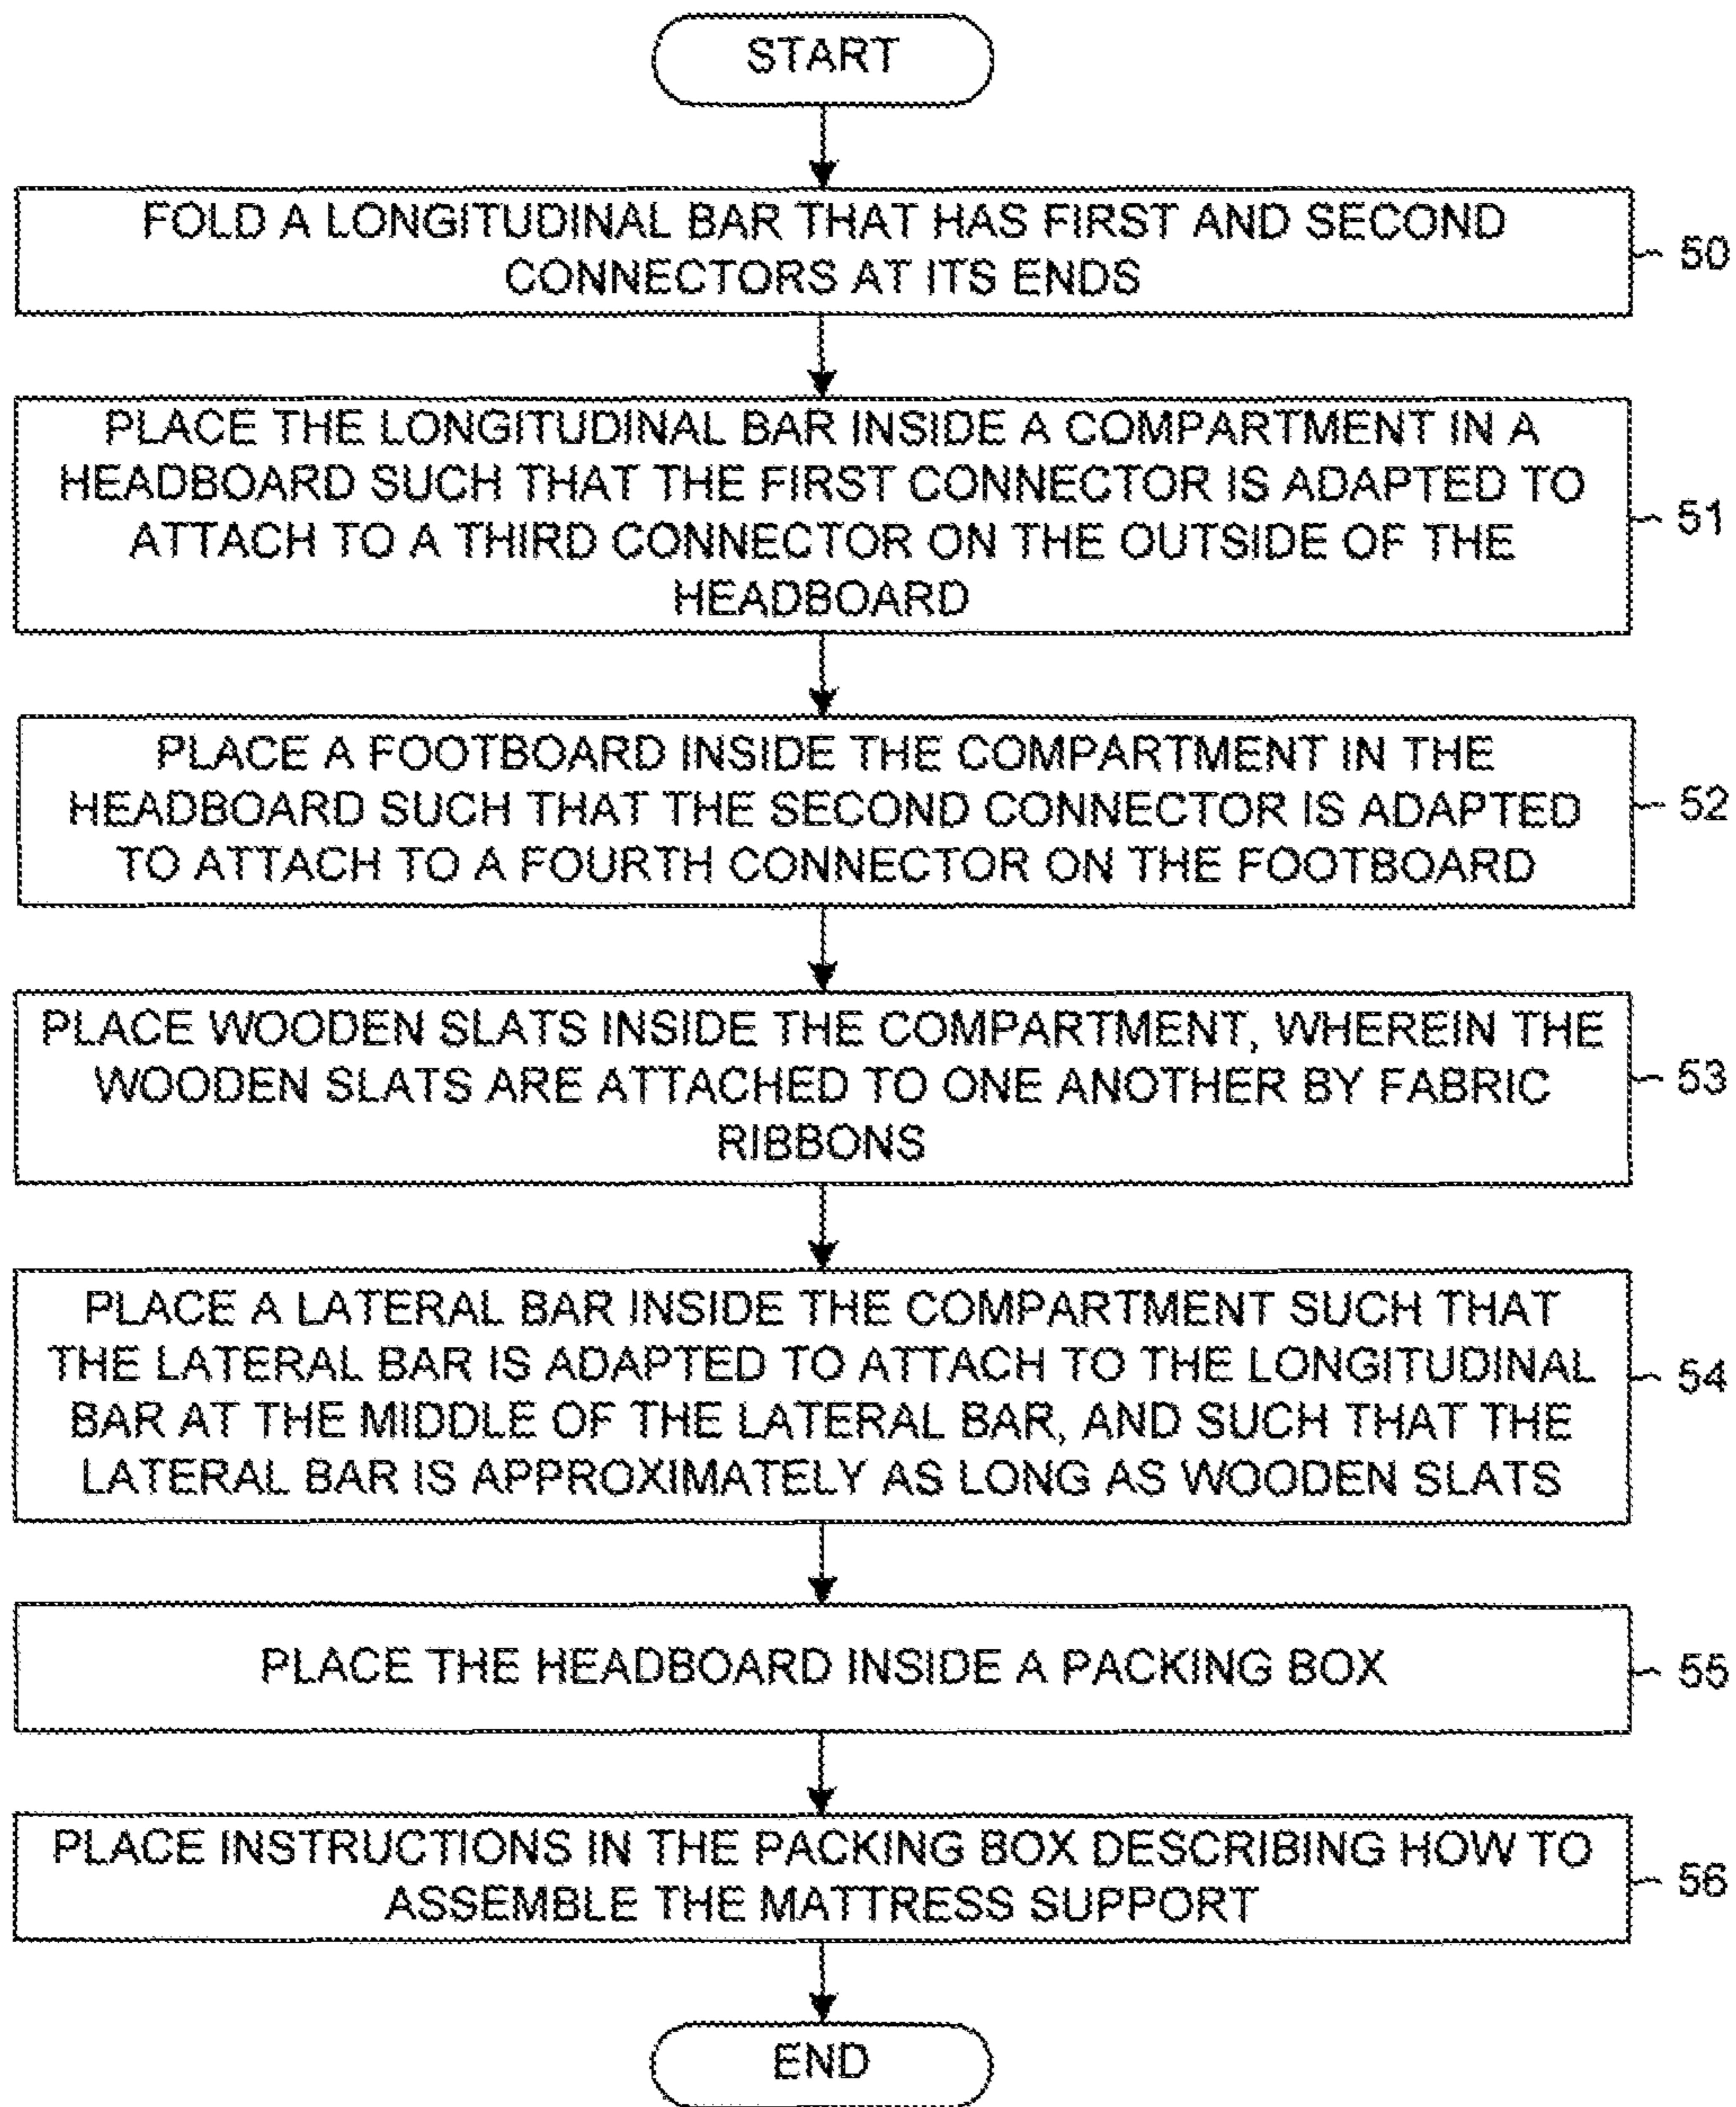 START
FOLD A LONGITUDINAL BAR THAT HAS FIRST AND SECOND
CONNECTORS AT ITS ENDS
50
PLACE THE LONGITUDINAL BAR INSIDE A COMPARTMENT IN A
HEADBOARD SUCH THAT THE FIRST CONNECTOR IS ADAPTED TO
ATTACH TO A THIRD CONNECTOR ON THE OUTSIDE OF THE
HEADBOARD
51
PLACE A FOOTBOARD INSIDE THE COMPARTMENT IN THE
HEADBOARD SUCH THAT THE SECOND CONNECTOR IS ADAPTED
TO ATTACH TO A FOURTH CONNECTOR ON THE FOOTBOARD
52
PLACE WOODEN SLATS INSIDE THE COMPARTMENT, WHEREIN THE
WOODEN SLATS ARE ATTACHED TO ONE ANOTHER BY FABRIC
RIBBONS
53
PLACE A LATERAL BAR INSIDE THE COMPARTMENT SUCH THAT
THE LATERAL BAR IS ADAPTED TO ATTACH TO THE LONGITUDINAL
BAR AT THE MIDDLE OF THE LATERAL BAR, AND SUCH THAT THE
LATERAL BAR IS APPROXIMATELY AS LONG AS WOODEN SLATS
54
PLACE THE HEADBOARD INSIDE A PACKING BOX
55
PLACE INSTRUCTIONS IN THE PACKING BOX DESCRIBING HOW TO
ASSEMBLE THE MATTRESS SUPPORT
56
END